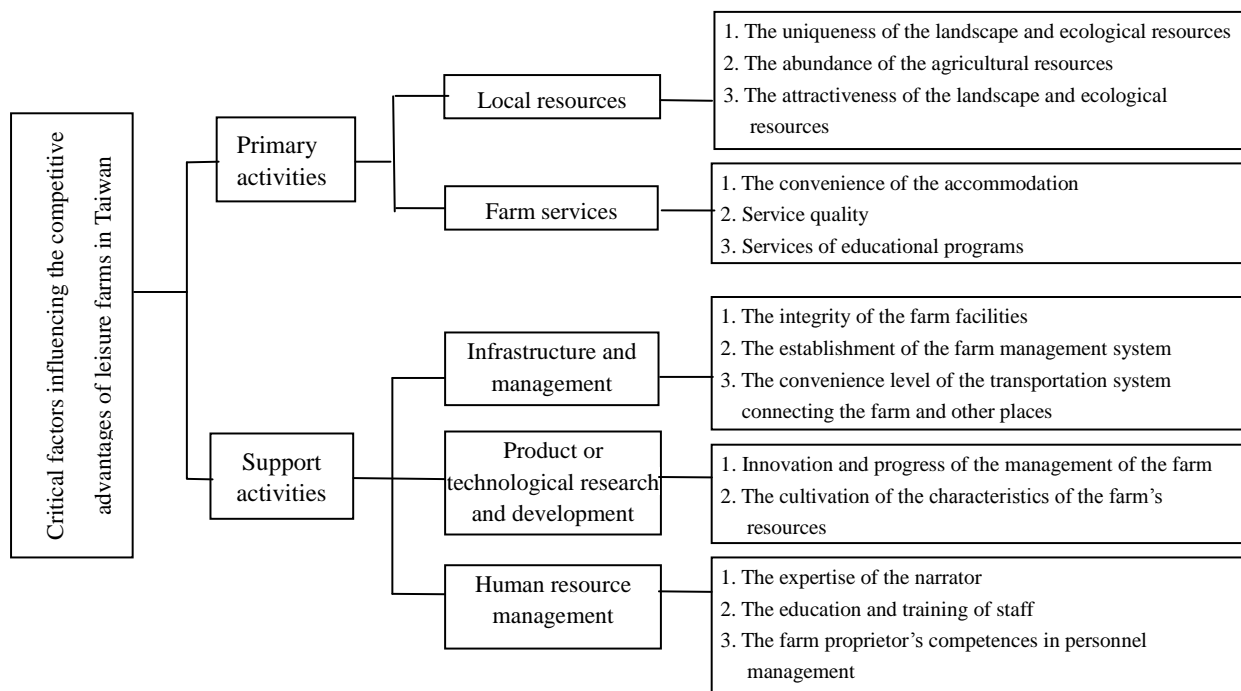 Critical factors influencing the competitive
advantages of leisure farms in Taiwan
Primary
activities
Local resources
1. The uniqueness of the landscape and ecological resources
2. The abundance of the agricultural resources
3. The attractiveness of the landscape and ecological
resources
Farm services
1. The convenience of the accommodation
2. Service quality
3. Services of educational programs
Support
activities
Infrastructure and
management
1. The integrity of the farm facilities
2. The establishment of the farm management system
3. The convenience level of the transportation system
connecting the farm and other places
Product or
technological research
and development
1. Innovation and progress of the management of the farm
2. The cultivation of the characteristics of the farm’s
resources
Human resource
management
1. The expertise of the narrator
2. The education and training of staff
3. The farm proprietor’s competences in personnel
management